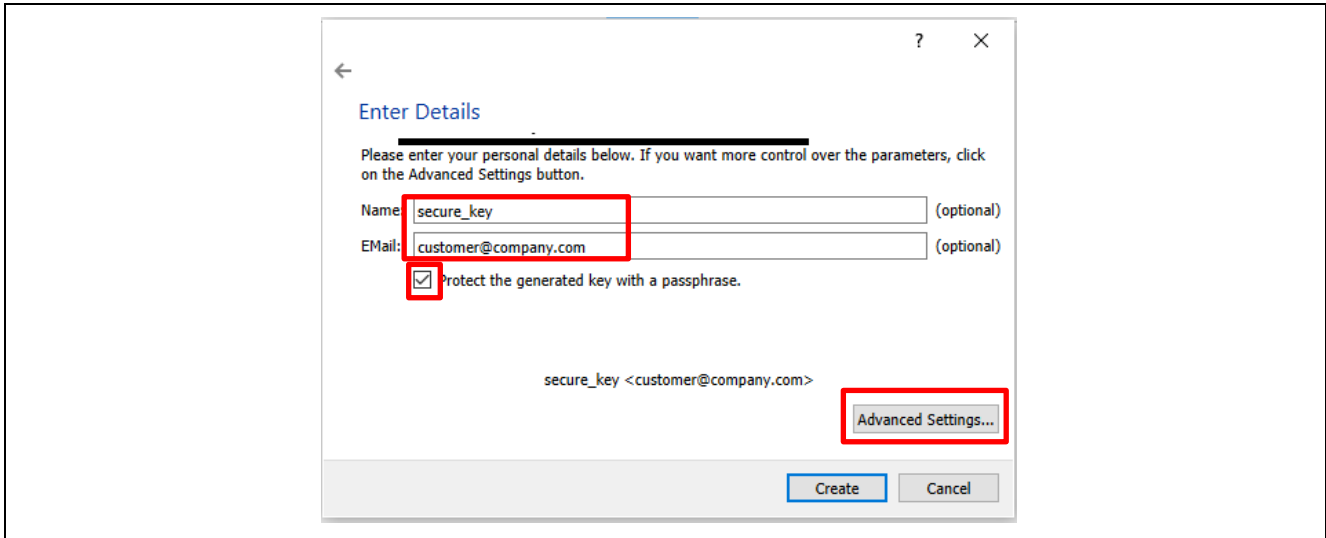 ?
Enter Details
Please enter your personal details below. If you want more control over the parameters, click
on the Advanced Settings button.
Name: secure_key (optional)
EMail: customer@company.com (optional)
Protect the generated key with a passphrase.
secure_key <customer@company.com>
Advanced Settings...
Create Cancel